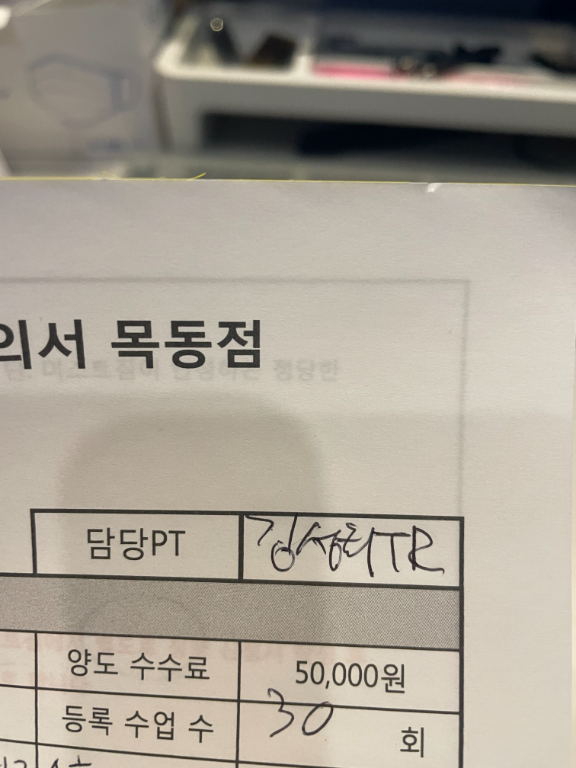 의서 목동점
담당PT
양도 수수료 50,000원
등록 수업 수 30 회